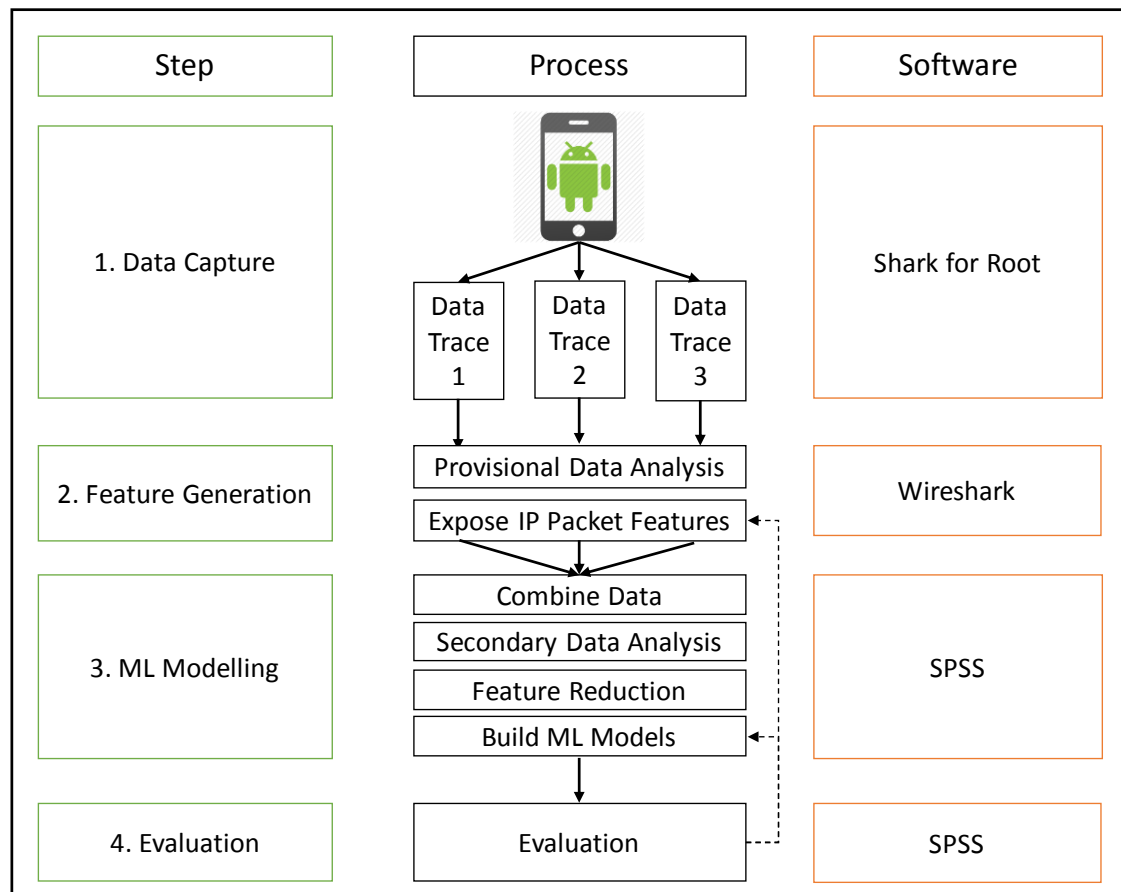 Step
Process
Software
1. Data Capture
Data
Trace
1
Data
Trace
2
Data
Trace
3
Shark for Root
2. Feature Generation
Provisional Data Analysis
Expose IP Packet Features
Wireshark
3. ML Modelling
Combine Data
Secondary Data Analysis
Feature Reduction
Build ML Models
SPSS
4. Evaluation
Evaluation
SPSS